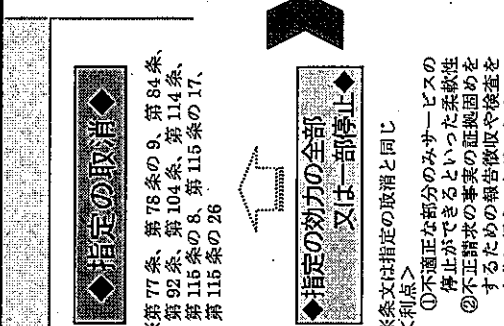 ◆指定の取消◆
※第77条、第78条の9、第84条、
第92条、第104条、第114条、
第115条の8、第115条の17、
第115条の26
◆指定の効力の全部
又は一部停止◆
※条文は指定の取消と同じ
<利点>
①不適正な部分のみサービスの
停止ができるといった柔軟性
②不正請求の事実の証拠固めを
するための報告徴収や検査を